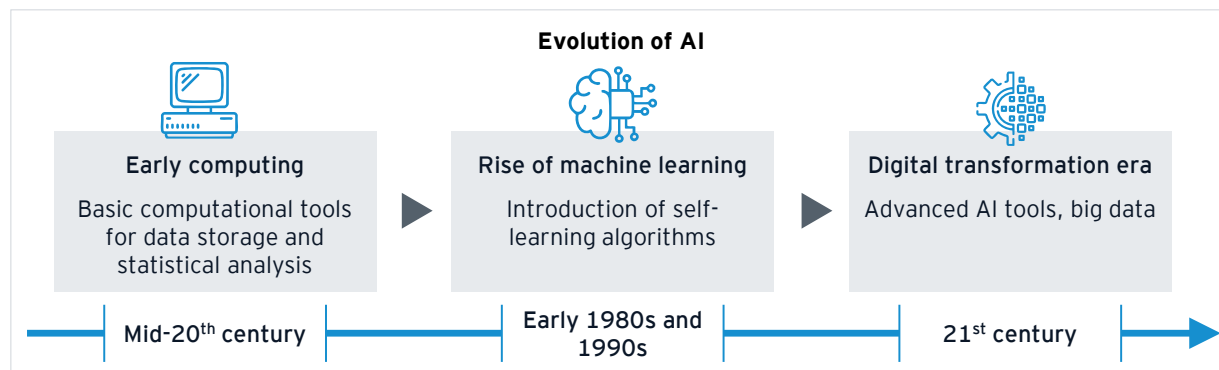 Evolution of AI
Early computing
Basic computational tools
for data storage and
statistical analysis
Rise of machine learning
Introduction of self-
learning algorithms
Digital transformation era
Advanced AI tools, big data
Mid-20th century
Early 1980s and
1990s
21st century